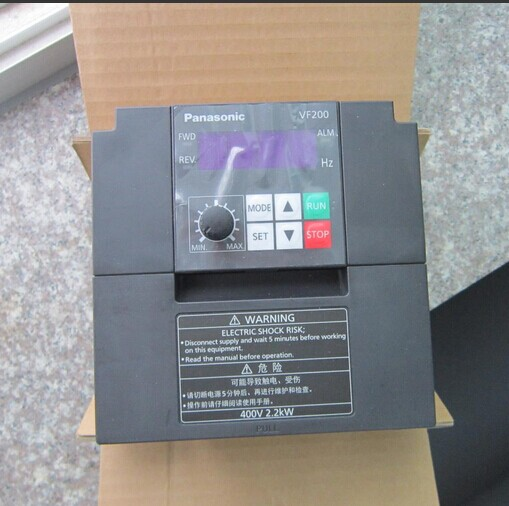 Panasonic VF200
FWD ALM
REV Hz
MODE ▲ RUN
MIN. MAX SET ▼ STOP
⚠ WARNING
ELECTRIC SHOCK RISK;
• Disconnect supply and wait 5 minutes before working
on this equipment.
• Read the manual before operation.
⚠ 危险
可能导致触电、受伤
• 请切断电源5分钟后，再进行维护和检查。
• 操作前请仔细阅读使用手册。
400V 2.2kW
PULL